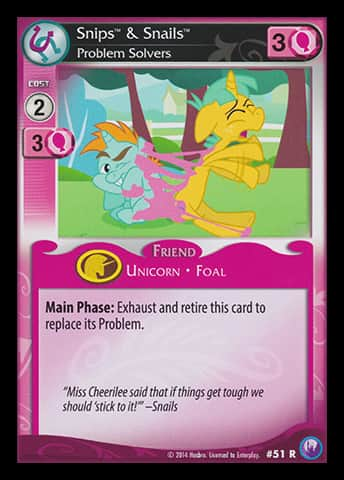 Snips™ & Snails™
Problem Solvers
3
COST
2
3
FRIEND
UNICORN • FOAL
Main Phase: Exhaust and retire this card to
replace its Problem.
"Miss Cheerilee said that if things get tough we
should 'stick to it!'" –Snails
© 2014 Hasbro. Licensed to Enterplay.
#51 R